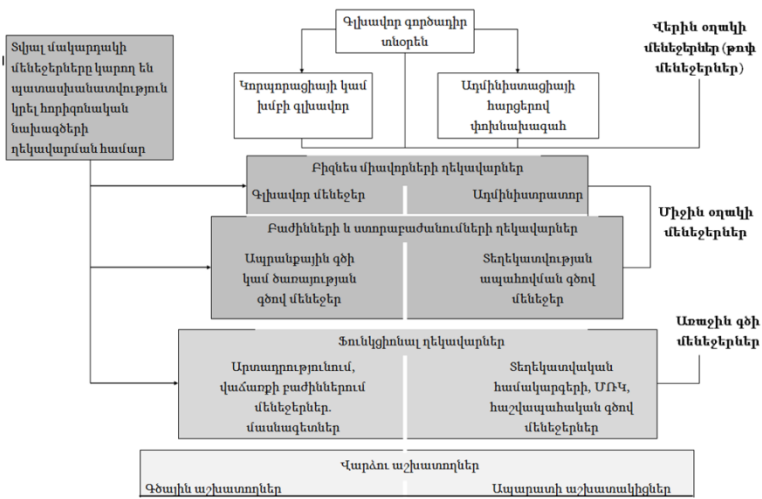 Գլխավոր գործադիր
տնօրեն
Վերին օղակի
մենեջերներ (թոփ
մենեջերներ)
Տվյալ մակարդակի
մենեջերները կարող են
պատասխանատվություն
կրել հորիզոնական
նախագծերի
ղեկավարման համար
Կորպորացիայի կամ
խմբի գլխավոր
Ադմինիստացիայի
հարցերով
փոխնախագահ
Բիզնես միավորների ղեկավարներ
Գլխավոր մենեջեր
Ադմինիստրատոր
Միջին օղակի
մենեջերներ
Բաժինների և ստորաբաժանումների ղեկավարներ
Ապրանքային գծի
կամ ծառայության
գծով մենեջեր
Տեղեկատվության
ապահովման գծով
մենեջեր
Առաջին գծի
մենեջերներ
Ֆունկցիոնալ ղեկավարներ
Արտադրությունում,
վաճառքի բաժիններում
մենեջերներ.
մասնագետներ
Տեղեկատվական
համակարգերի, ՄՌԿ,
հաշվապահական գծով
մենեջերներ
Վարձու աշխատողներ
Գծային աշխատողներ
Ապարատի աշխատակիցներ